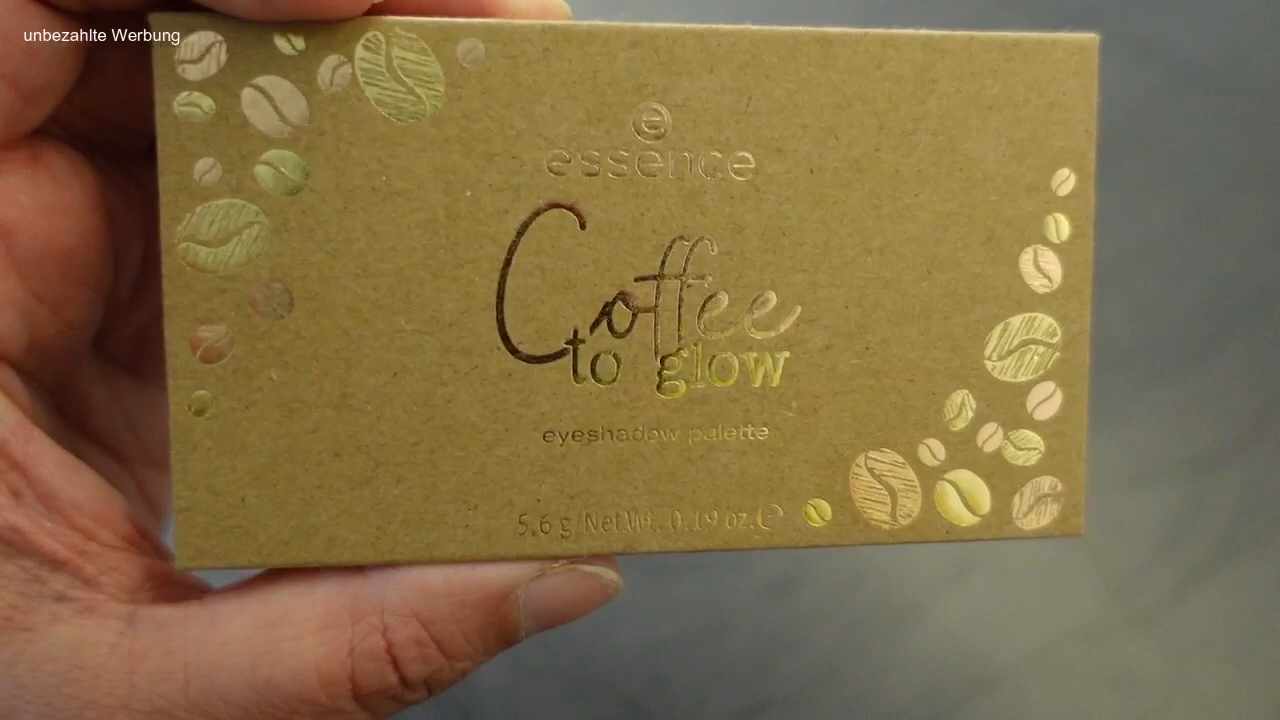 unbezahlte Werbung
e
essence
Coffee
to glow
eyeshadow palette
5,6 g Net Wt. 0.19 oz. ℮